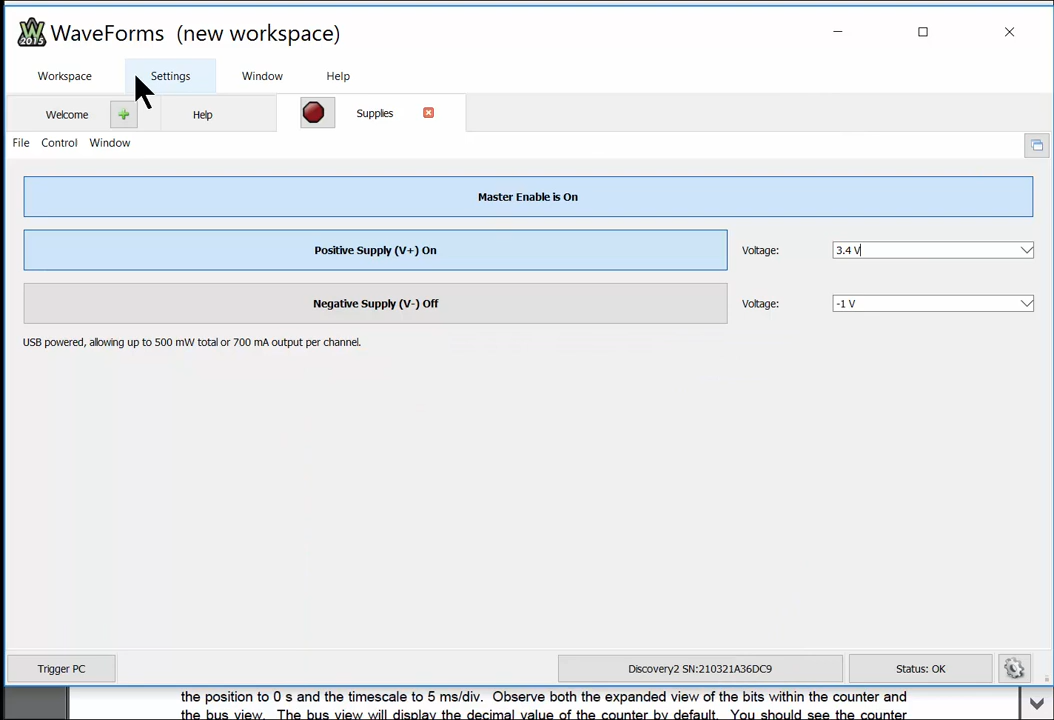 W 2015 WaveForms (new workspace)
Workspace Settings Window Help
Welcome Help Supplies
File Control Window
Master Enable is On
Positive Supply (V+) On Voltage: 3.4 V
Negative Supply (V-) Off Voltage: -1 V
USB powered, allowing up to 500 mW total or 700 mA output per channel.
Trigger PC Discovery2 SN:210321A36DC9 Status: OK
the position to 0 s and the timescale to 5 ms/div. Observe both the expanded view of the bits within the counter and
the bus view. The bus view will display the decimal value of the counter by default. You should see the counter